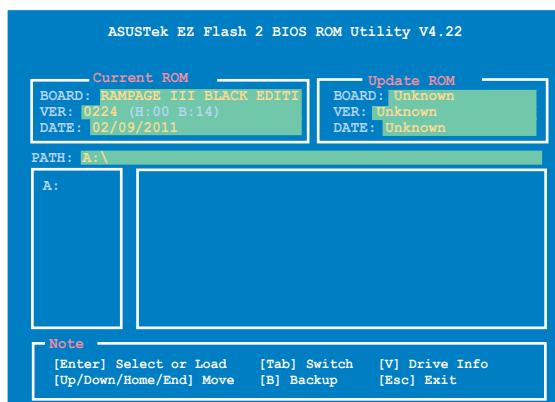 ASUSTek EZ Flash 2 BIOS ROM Utility V4.22
Current ROM
BOARD: RAMPAGE III BLACK EDITI
VER: 0224 (H:00 B:14)
DATE: 02/09/2011
Update ROM
BOARD: Unknown
VER: Unknown
DATE: Unknown
PATH: A:\
A:
Note
[Enter] Select or Load [Tab] Switch [V] Drive Info
[Up/Down/Home/End] Move [B] Backup [Esc] Exit